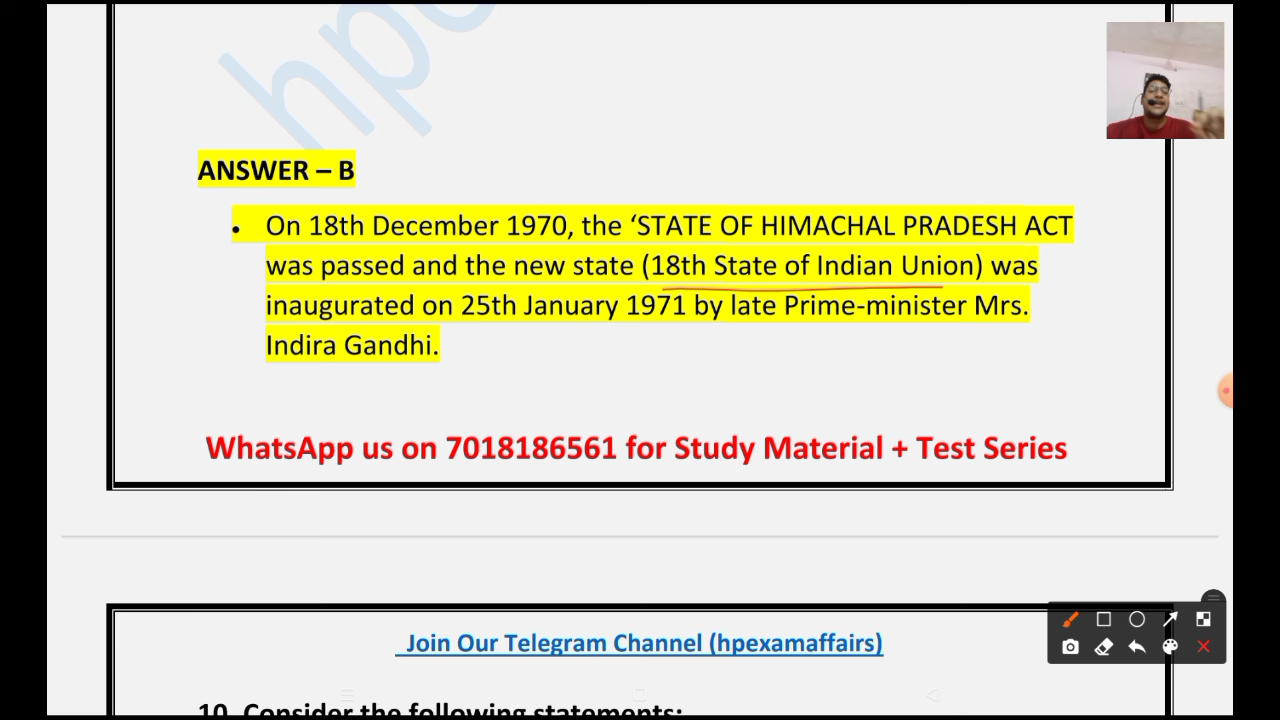 hpe
ANSWER – B
• On 18th December 1970, the ‘STATE OF HIMACHAL PRADESH ACT
was passed and the new state (18th State of Indian Union) was
inaugurated on 25th January 1971 by late Prime-minister Mrs.
Indira Gandhi.
WhatsApp us on 7018186561 for Study Material + Test Series
Join Our Telegram Channel (hpexamaffairs)
10. Consider the following statements: